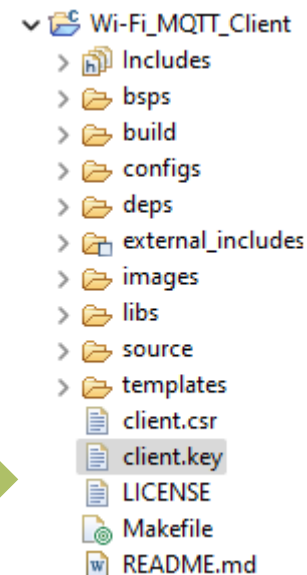 Wi-Fi_MQTT_Client
Includes
bsps
build
configs
deps
external_includes
images
libs
source
templates
client.csr
client.key
LICENSE
Makefile
README.md